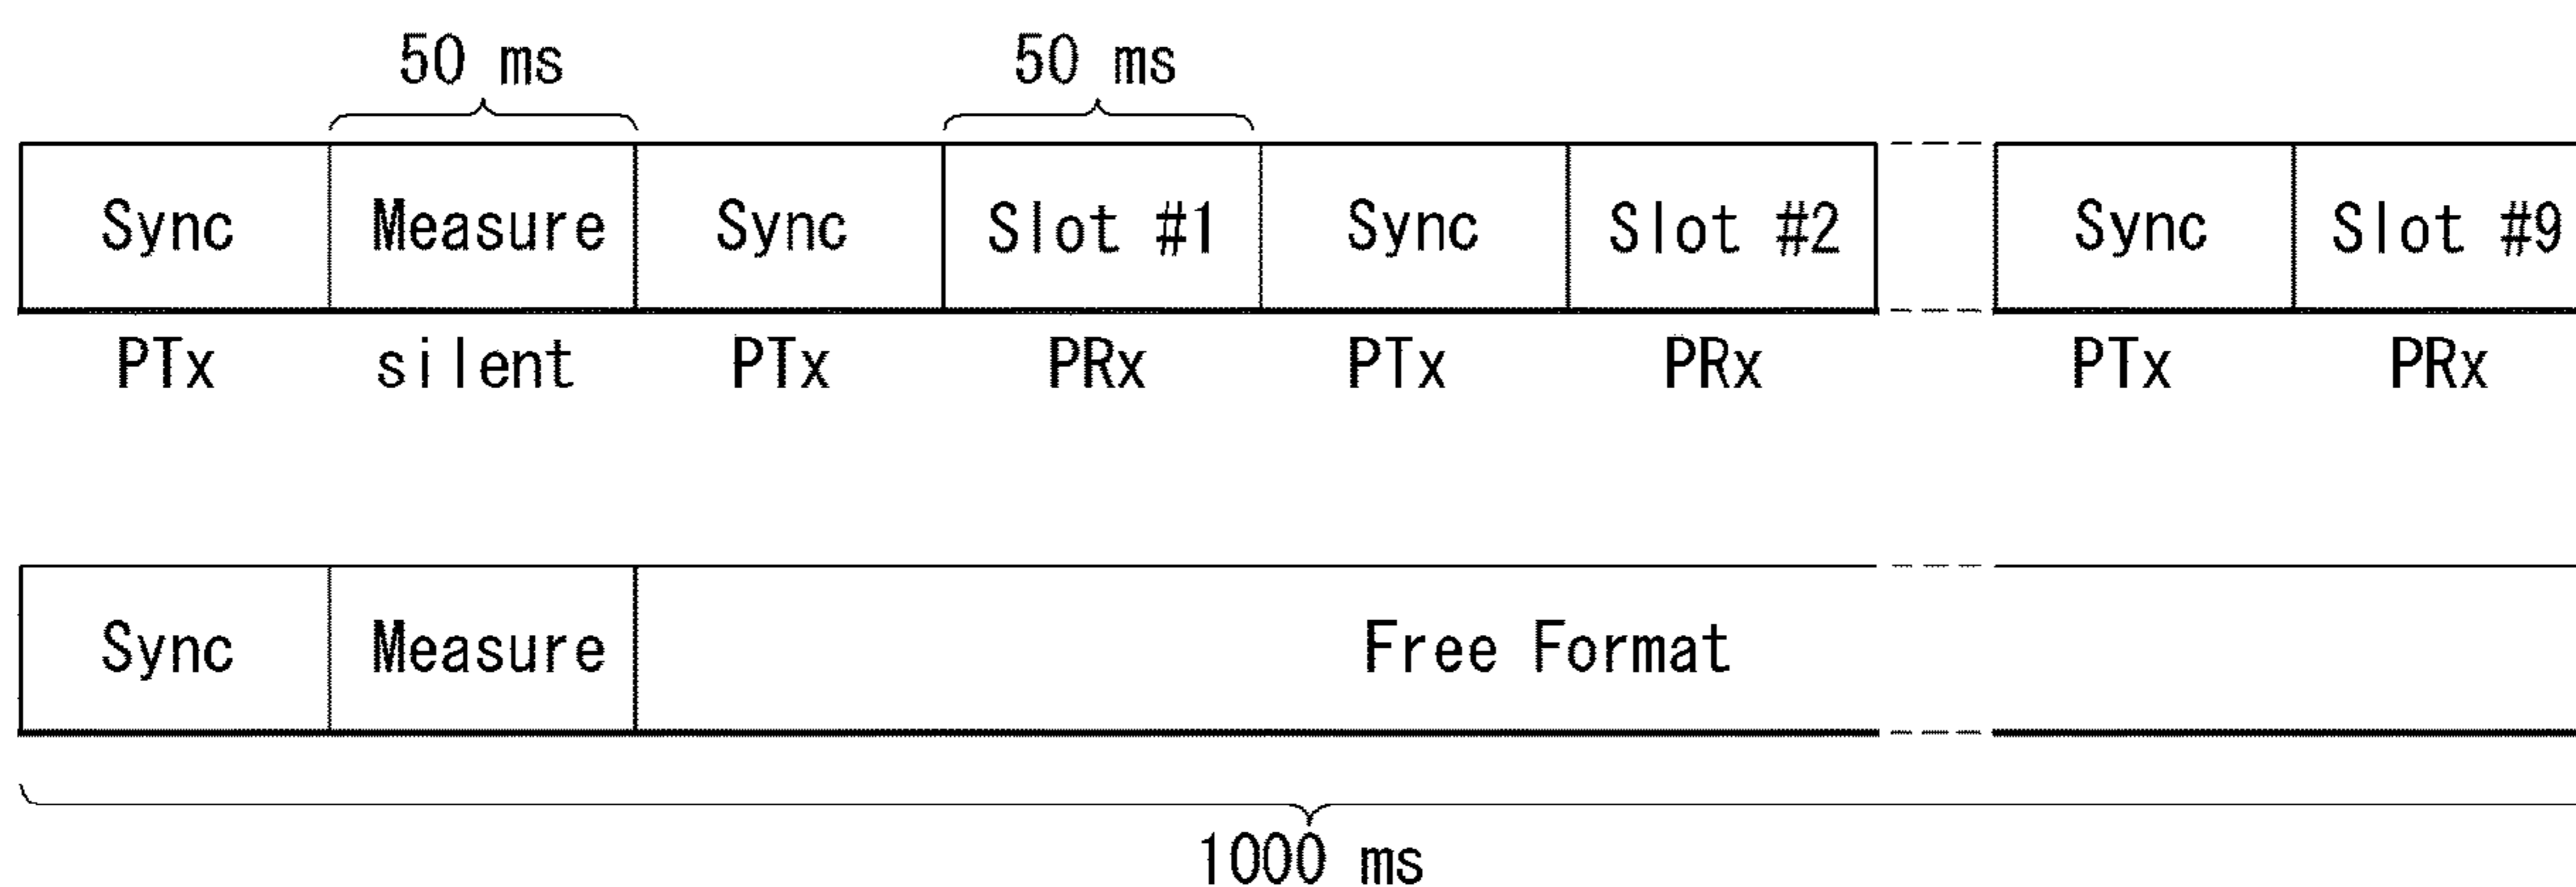 50 ms 50 ms
Sync Measure Sync Slot #1 Sync Slot #2 Sync Slot #9
PTx silent PTx PRx PTx PRx PTx PRx
Sync Measure Free Format
1000 ms